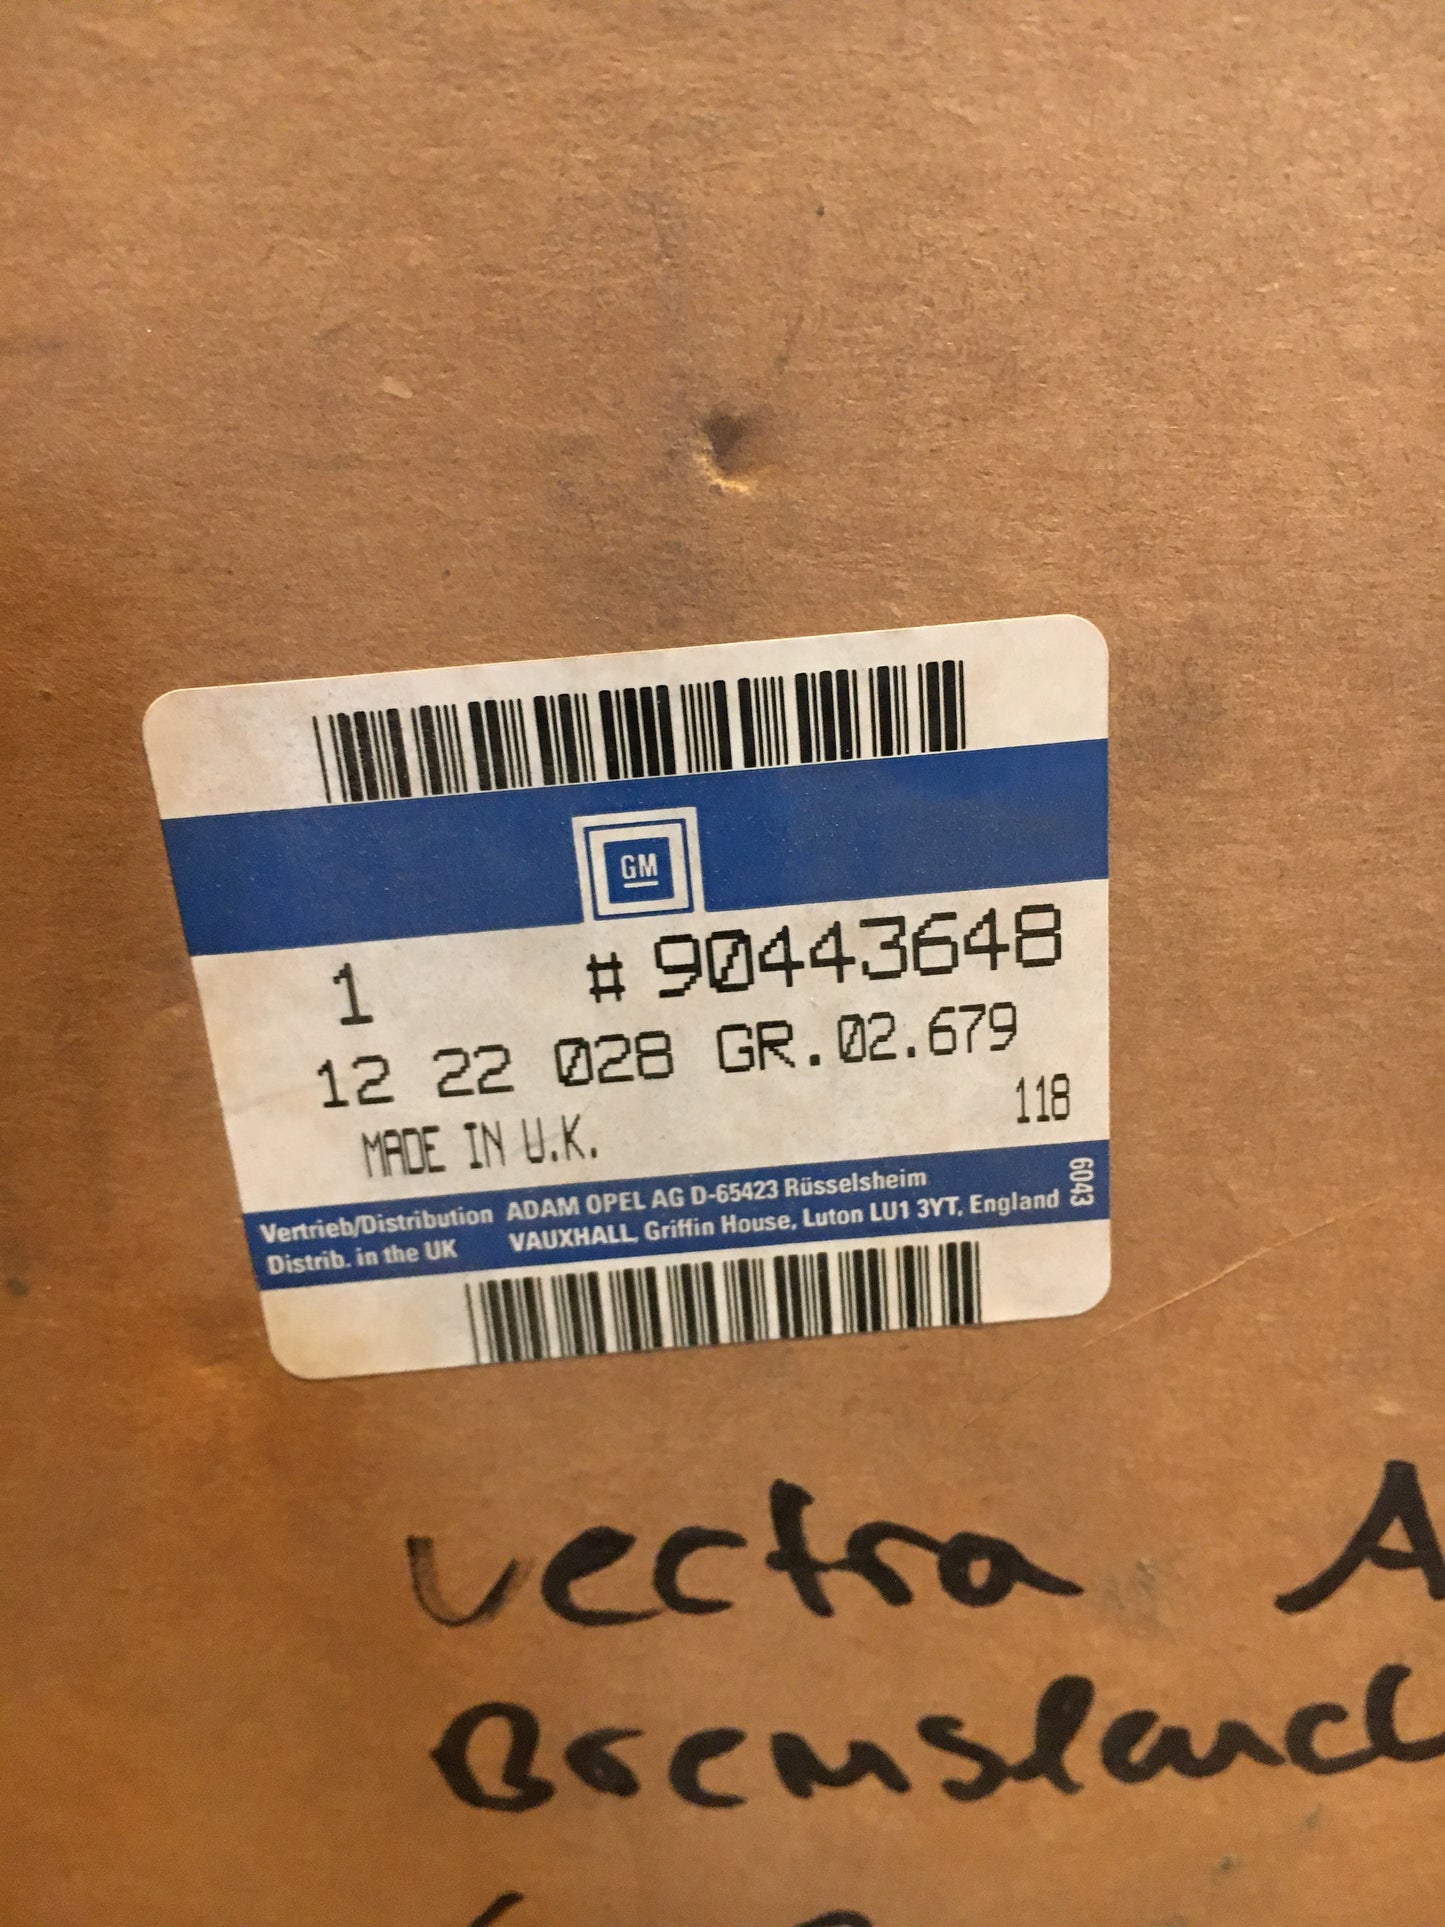 GM
1 # 90443648
12 22 028 GR.02.679
118
MADE IN U.K.
Vertrieb/Distribution ADAM OPEL AG D-65423 Rüsselsheim
Distrib. in the UK VAUXHALL, Griffin House, Luton LU1 3YT, England
6043
Vectra A